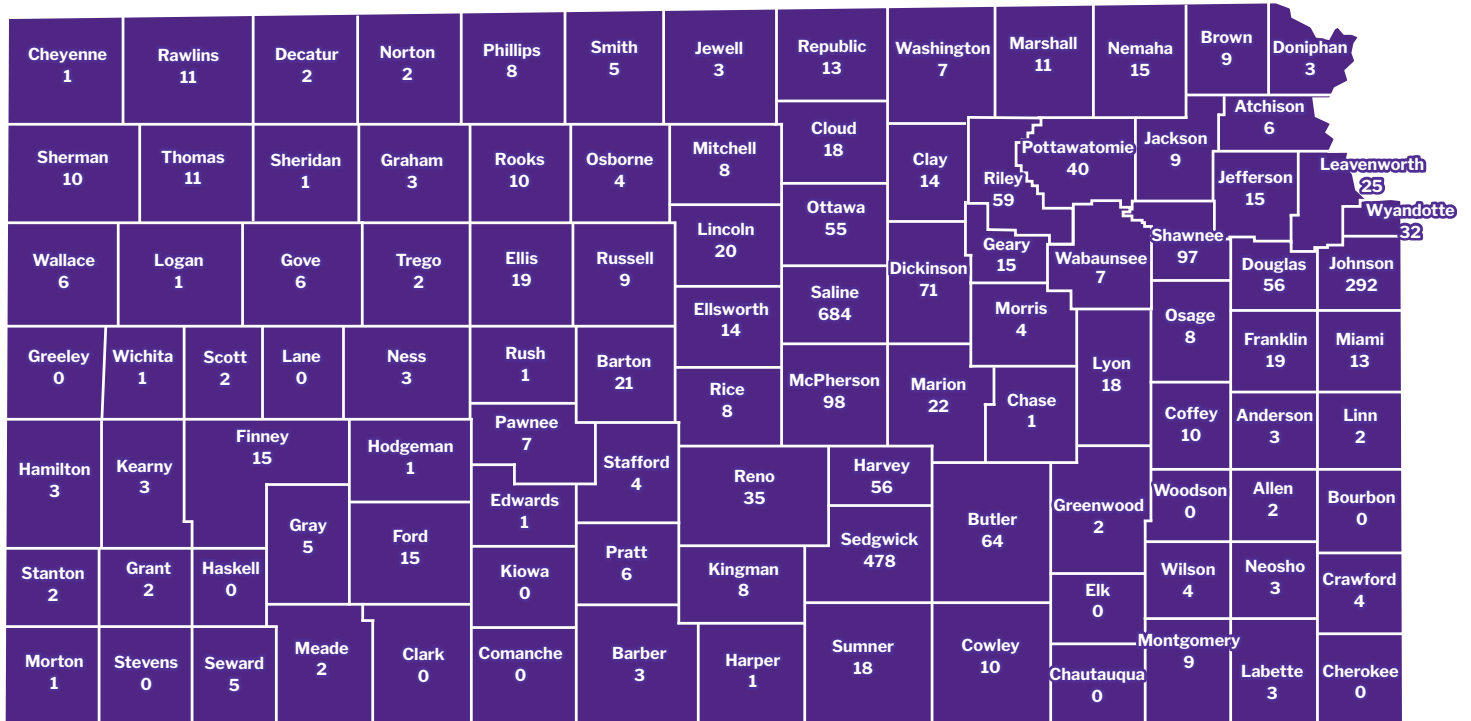 Cheyenne
1
Rawlins
11
Decatur
2
Norton
2
Phillips
8
Smith
5
Jewell
3
Republic
13
Washington
7
Marshall
11
Nemaha
15
Brown
9
Doniphan
3
Atchison
6
Sherman
10
Thomas
11
Sheridan
1
Graham
3
Rooks
10
Osborne
4
Mitchell
8
Cloud
18
Clay
14
Riley
59
Pottawatomie
40
Jackson
9
Jefferson
15
Leavenworth
25
Wyandotte
32
Wallace
6
Logan
1
Gove
6
Trego
2
Ellis
19
Russell
9
Lincoln
20
Ottawa
55
Dickinson
71
Geary
15
Wabaunsee
7
Shawnee
97
Douglas
56
Johnson
292
Ellsworth
14
Saline
684
Morris
4
Osage
8
Franklin
19
Miami
13
Greeley
0
Wichita
1
Scott
2
Lane
0
Ness
3
Rush
1
Barton
21
Rice
8
McPherson
98
Marion
22
Chase
1
Lyon
18
Coffey
10
Anderson
3
Linn
2
Hamilton
3
Kearny
3
Finney
15
Hodgeman
1
Pawnee
7
Stafford
4
Reno
35
Harvey
56
Edwards
1
Gray
5
Ford
15
Sedgwick
478
Butler
64
Greenwood
2
Woodson
0
Allen
2
Bourbon
0
Stanton
2
Grant
2
Haskell
0
Kiowa
0
Pratt
6
Kingman
8
Elk
0
Wilson
4
Neosho
3
Crawford
4
Morton
1
Stevens
0
Seward
5
Meade
2
Clark
0
Comanche
0
Barber
3
Harper
1
Sumner
18
Cowley
10
Chautauqua
0
Montgomery
9
Labette
3
Cherokee
0